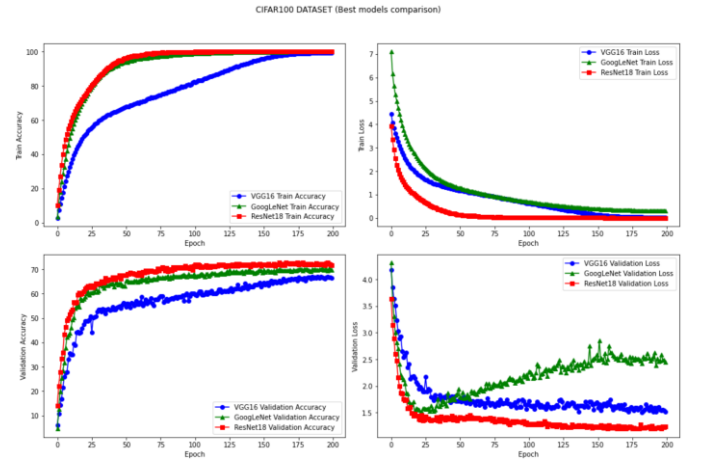 CIFAR100 DATASET (Best models comparison)
100
80
60
40
20
0
Train Accuracy
VGG16 Train Accuracy
GoogLeNet Train Accuracy
ResNet18 Train Accuracy
0 25 50 75 100 125 150 175 200
Epoch
7
6
5
4
3
2
1
0
Train Loss
VGG16 Train Loss
GoogLeNet Train Loss
ResNet18 Train Loss
0 25 50 75 100 125 150 175 200
Epoch
70
60
50
40
30
20
10
Validation Accuracy
VGG16 Validation Accuracy
GoogLeNet Validation Accuracy
ResNet18 Validation Accuracy
0 25 50 75 100 125 150 175 200
Epoch
4.0
3.5
3.0
2.5
2.0
1.5
Validation Loss
VGG16 Validation Loss
GoogLeNet Validation Loss
ResNet18 Validation Loss
0 25 50 75 100 125 150 175 200
Epoch